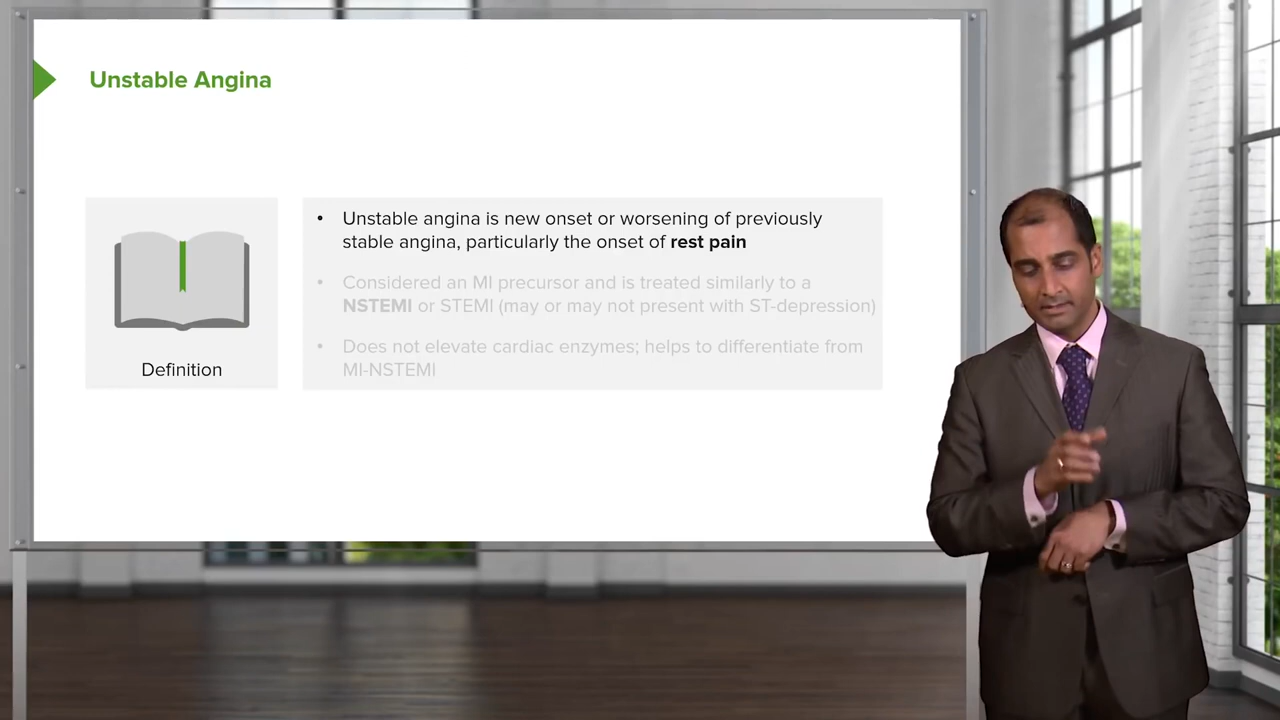 Unstable Angina
• Unstable angina is new onset or worsening of previously
stable angina, particularly the onset of rest pain
• Considered an MI precursor and is treated similarly to a
NSTEMI or STEMI (may or may not present with ST-depression)
• Does not elevate cardiac enzymes; helps to differentiate from
MI-NSTEMI
Definition